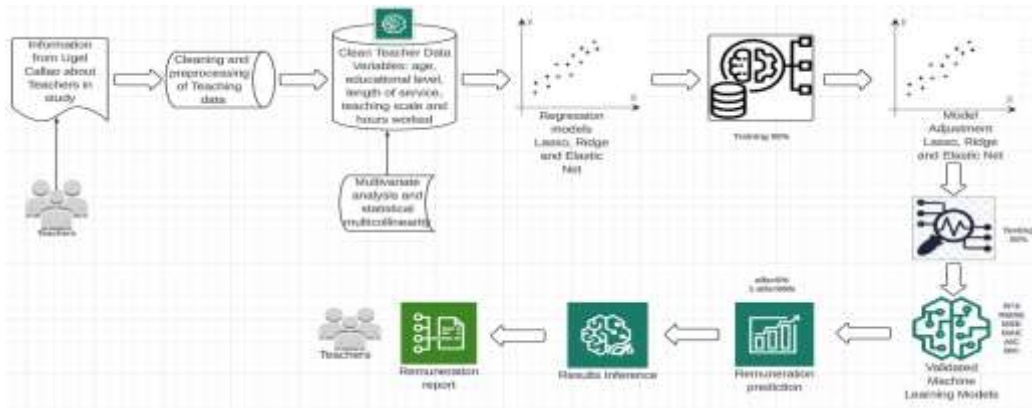 Information
from Ugel
Callao about
Teachers in
study
Teachers
Cleaning and
preprocessing
of Teaching
data
Clean Teacher Data
Variables: age,
educational level,
length of service,
teaching scale and
hours worked
Multivariate
analysis and
statistical
multicollinearity
Regression
models
Lasso, Ridge
and Elastic
Net
Training
Model
Adjustment
Lasso, Ridge
and Elastic Net
Testing
Validated
Machine
Learning Models
Remuneration
prediction
Results Inference
Remuneration
report
Teachers